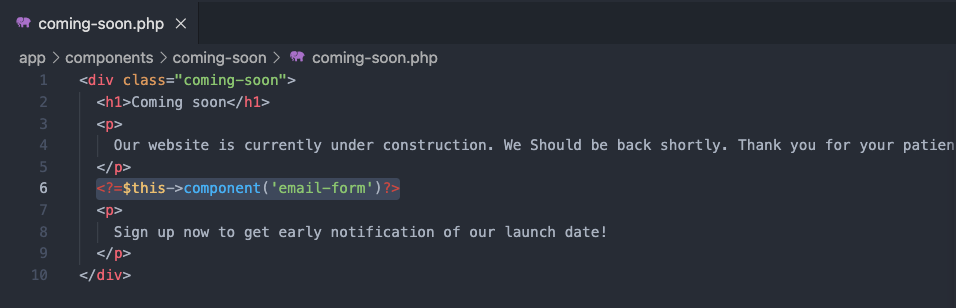 coming-soon.php ×
app > components > coming-soon > coming-soon.php
1 <div class="coming-soon">
2 <h1>Coming soon</h1>
3 <p>
4 Our website is currently under construction. We Should be back shortly. Thank you for your patien
5 </p>
6 <?=$this->component('email-form')?>
7 <p>
8 Sign up now to get early notification of our launch date!
9 </p>
10 </div>